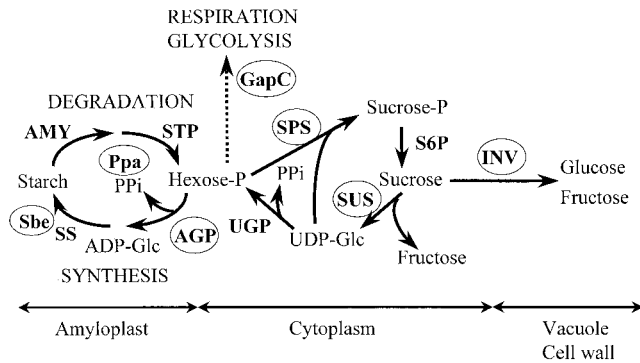 RESPIRATION
GLYCOLYSIS
GapC
DEGRADATION
AMY
STP
SPS
Sucrose-P
S6P
Ppa
PPi
PPi
INV
Starch
Hexose-P
Sucrose
Glucose
Fructose
Sbe
SS
AGP
UGP
SUS
ADP-Glc
UDP-Glc
Fructose
SYNTHESIS
Amyloplast
Cytoplasm
Vacuole
Cell wall